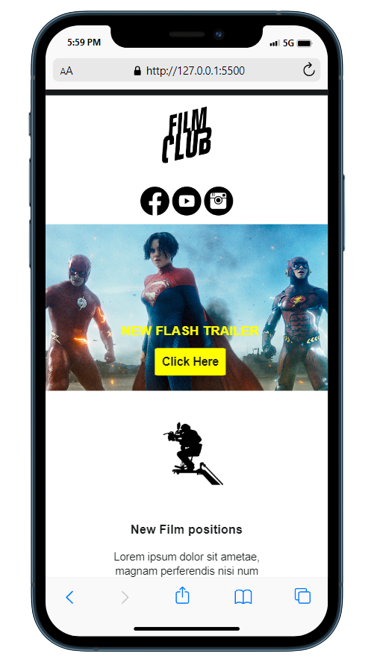 5:59 PM
5G
AA
http://127.0.0.1:5500
FILM
CLUB
NEW FLASH TRAILER
Click Here
New Film positions
Lorem ipsum dolor sit ametae,
magnam perferendis nisi num